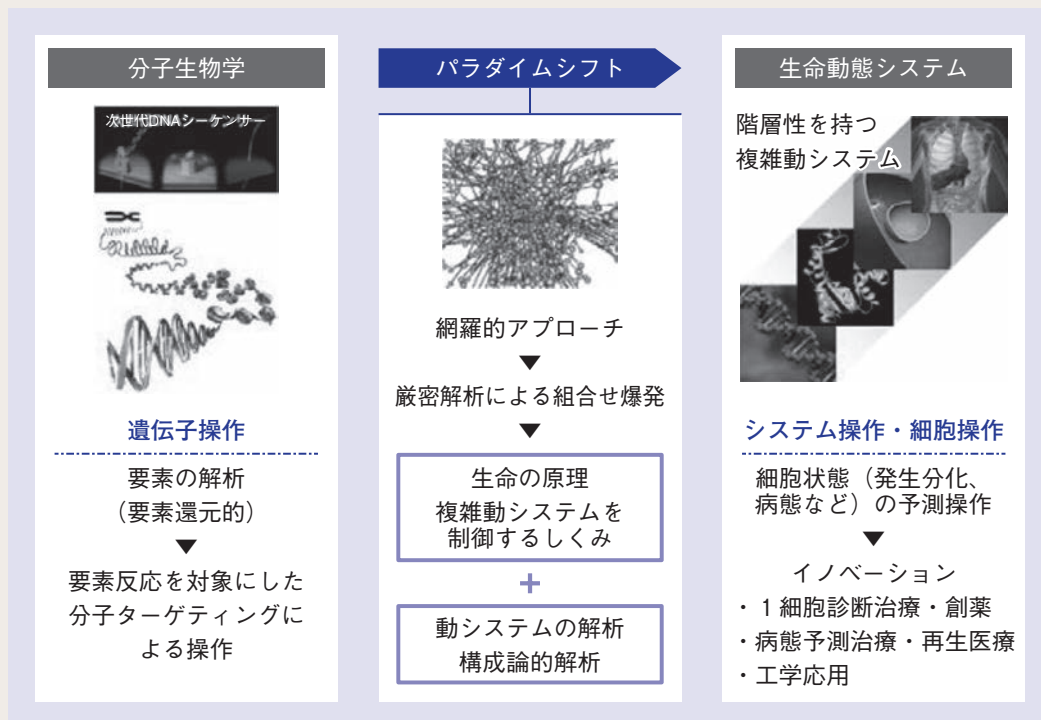 分子生物学
次世代DNAシーケンサー
遺伝子操作
要素の解析
（要素還元的）
▼
要素反応を対象にした
分子ターゲティングに
よる操作
パラダイムシフト
網羅的アプローチ
▼
厳密解析による組合せ爆発
▼
生命の原理
複雑動システムを
制御するしくみ
+
動システムの解析
構成論的解析
生命動態システム
階層性を持つ
複雑動システム
システム操作・細胞操作
細胞状態（発生分化、
病態など）の予測操作
▼
イノベーション
・１細胞診断治療・創薬
・病態予測治療・再生医療
・工学応用